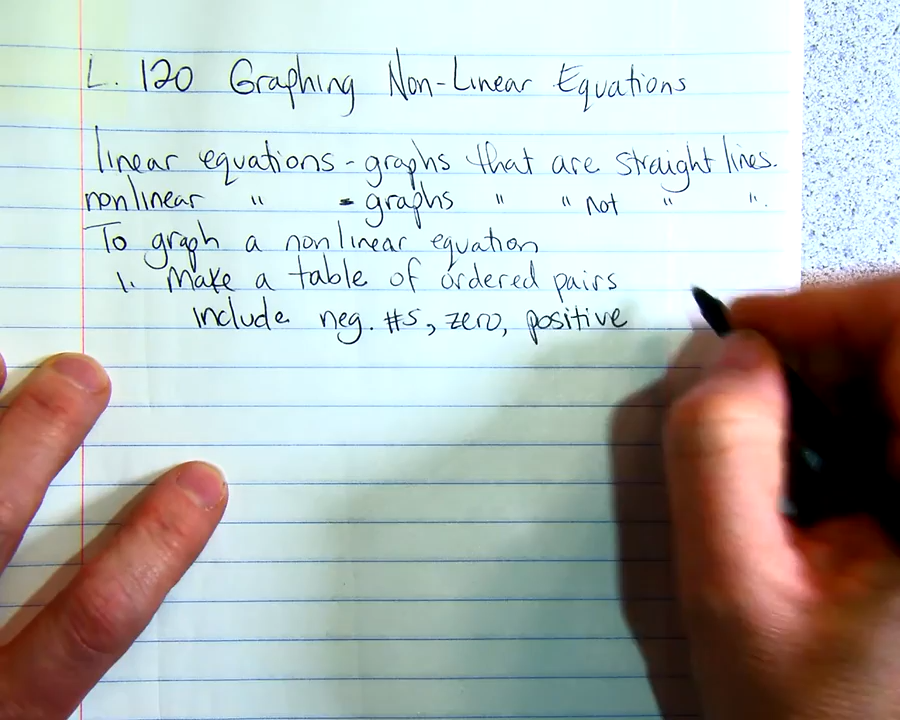 L. 120 Graphing Non-Linear Equations
linear equations - graphs that are straight lines.
nonlinear " - graphs " " not " ".
To graph a nonlinear equation
1. Make a table of ordered pairs
include neg. #s, zero, positive